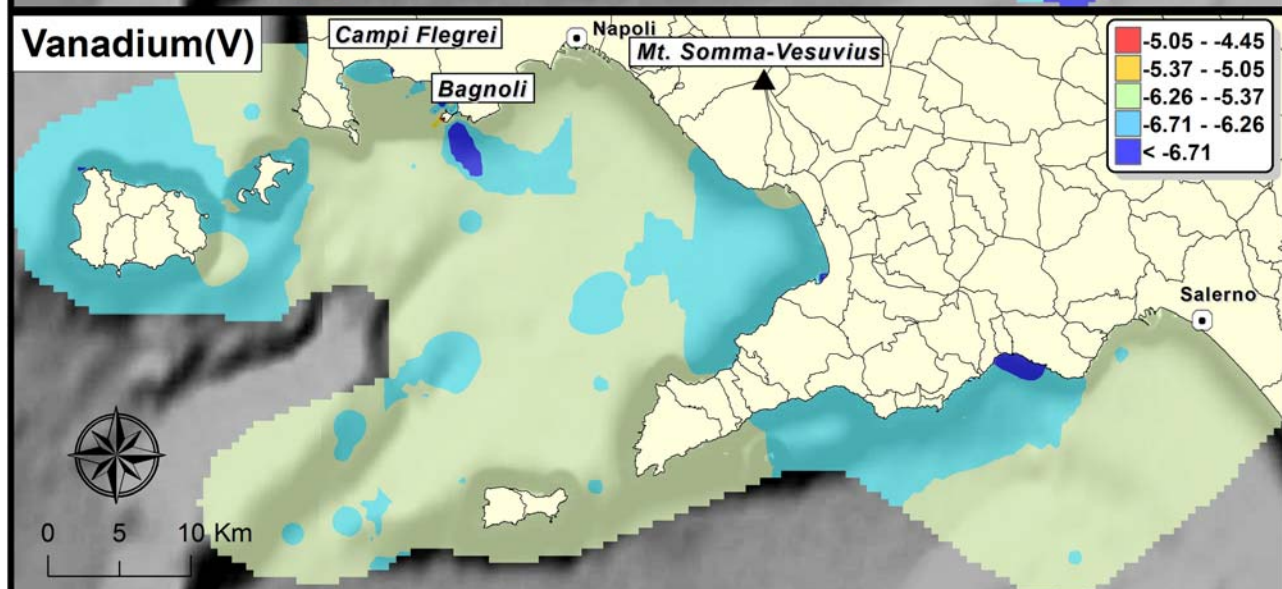 Vanadium(V)
Campi Flegrei
Napoli
Mt. Somma-Vesuvius
Bagnoli
-5.05 - -4.45
-5.37 - -5.05
-6.26 - -5.37
-6.71 - -6.26
< -6.71
Salerno
0 5 10 Km